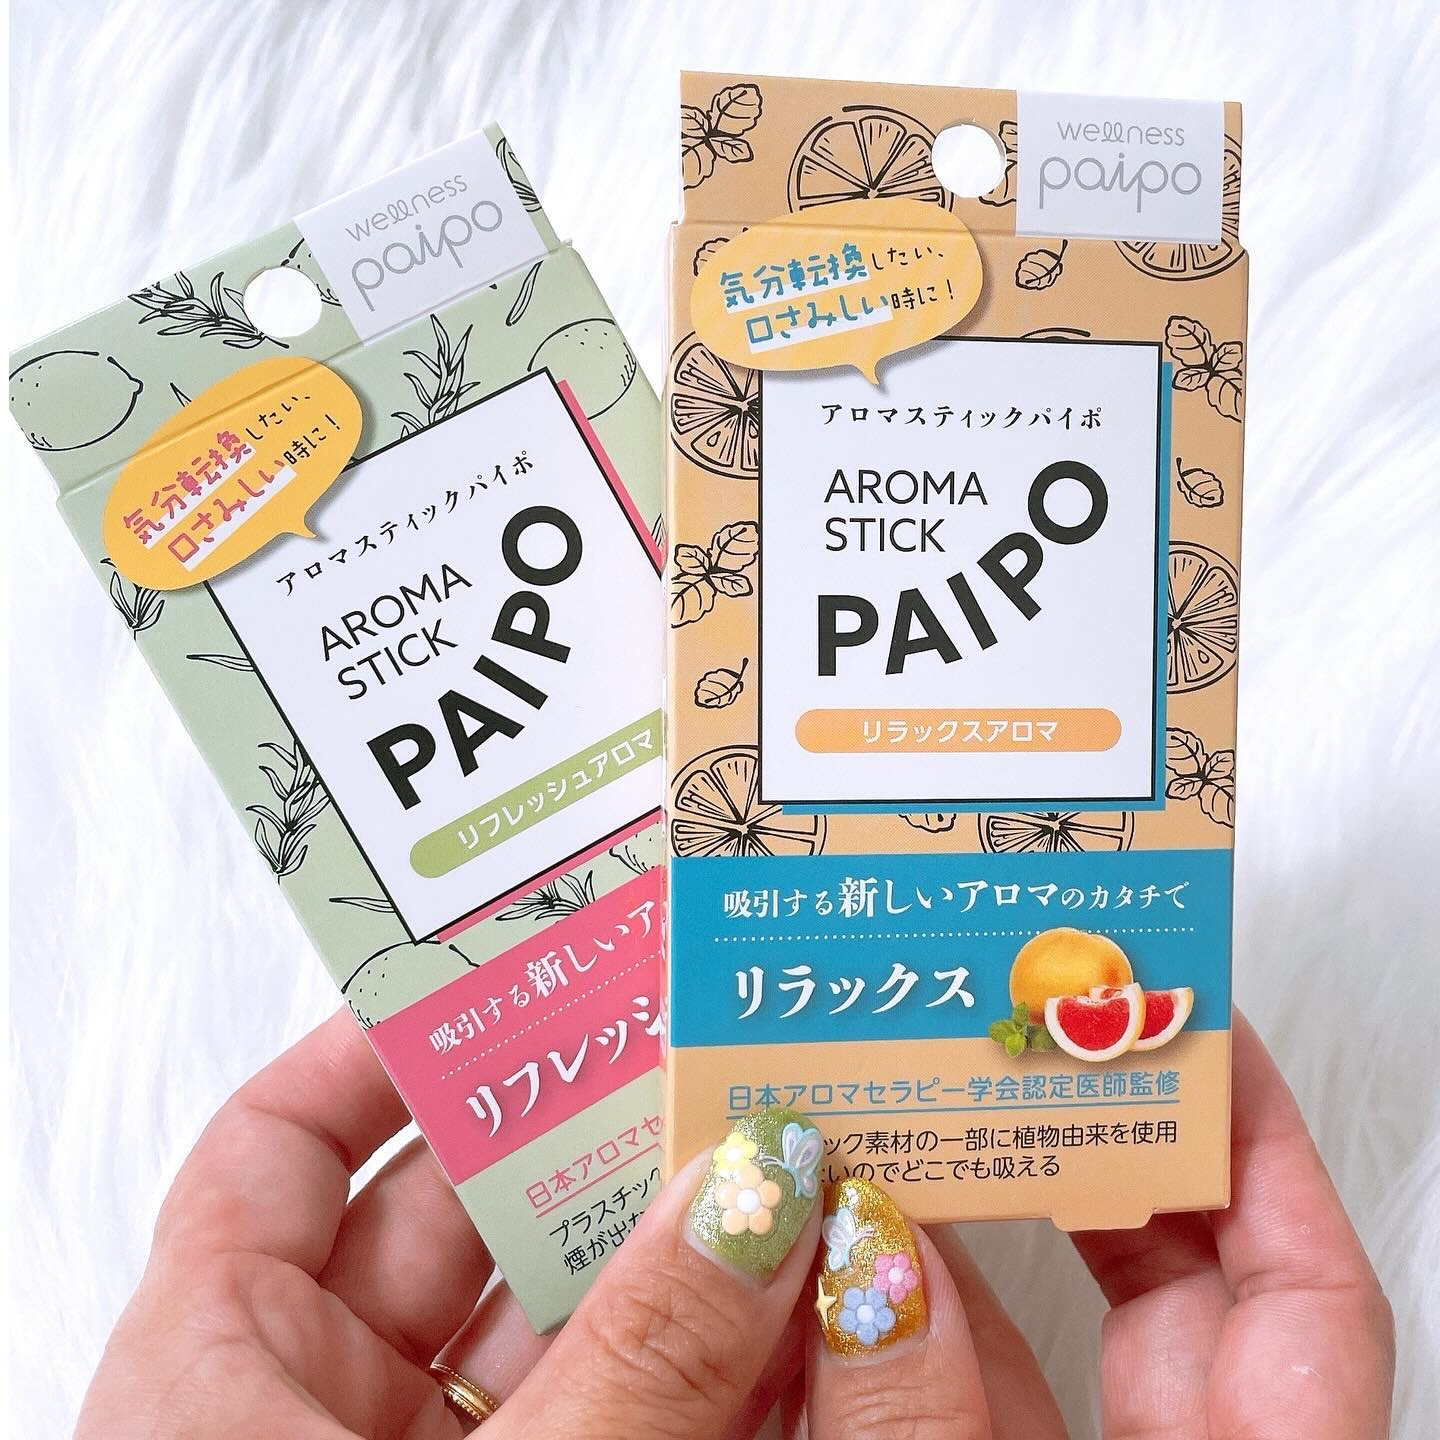 wellness
paipo
気分転換したい、
口さみしい時に!
アロマスティックパイポ
AROMA
STICK
PAIPO
リフレッシュアロマ
吸引する新しいア
リフレッシ
日本アロマセ
プラスチック
煙が出な
wellness
paipo
気分転換したい、
口さみしい時に!
アロマスティックパイポ
AROMA
STICK
PAIPO
リラックスアロマ
吸引する新しいアロマのカタチで
リラックス
日本アロマセラピー学会認定医師監修
ック素材の一部に植物由来を使用
いのでどこでも吸える